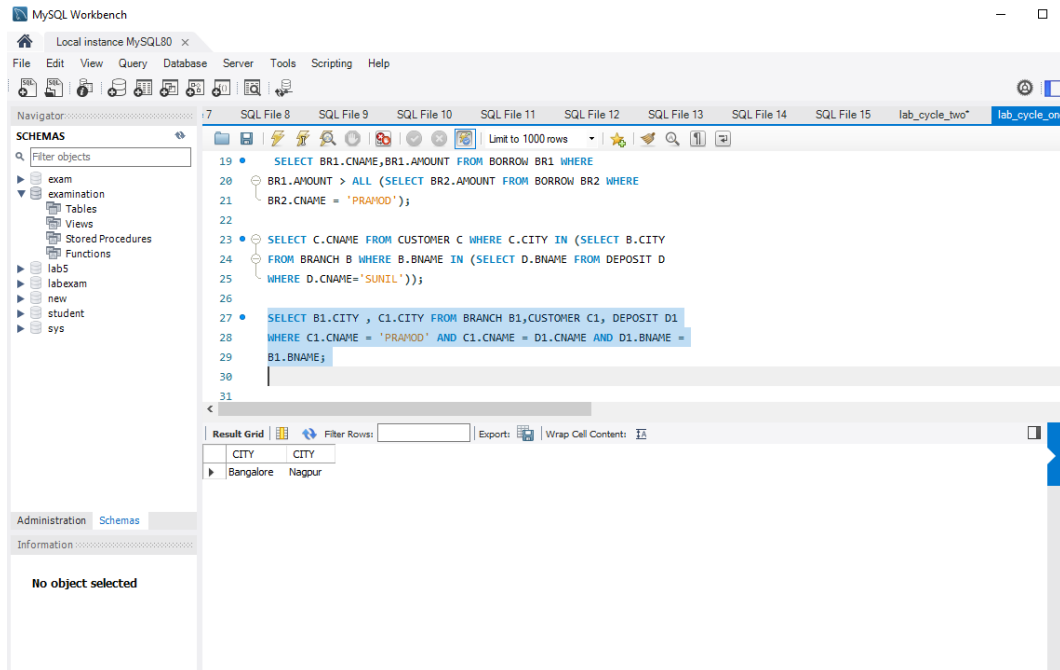 MySQL Workbench
Local instance MySQL80
File Edit View Query Database Server Tools Scripting Help
Navigator
SCHEMAS
Filter objects
exam
examination
Tables
Views
Stored Procedures
Functions
lab5
labexam
new
student
sys
Administration Schemas
Information
No object selected
7 SQL File 8 SQL File 9 SQL File 10 SQL File 11 SQL File 12 SQL File 13 SQL File 14 SQL File 15 lab_cycle_two* lab_cycle_on
Limit to 1000 rows
19 SELECT BR1.CNAME,BR1.AMOUNT FROM BORROW BR1 WHERE
20 BR1.AMOUNT > ALL (SELECT BR2.AMOUNT FROM BORROW BR2 WHERE
21 BR2.CNAME = 'PRAMOD');
22
23 SELECT C.CNAME FROM CUSTOMER C WHERE C.CITY IN (SELECT B.CITY
24 FROM BRANCH B WHERE B.BNAME IN (SELECT D.BNAME FROM DEPOSIT D
25 WHERE D.CNAME='SUNIL'));
26
27 SELECT B1.CITY , C1.CITY FROM BRANCH B1,CUSTOMER C1, DEPOSIT D1
28 WHERE C1.CNAME = 'PRAMOD' AND C1.CNAME = D1.CNAME AND D1.BNAME =
29 B1.BNAME;
30
31
Result Grid Filter Rows: Export: Wrap Cell Content:
CITY CITY
Bangalore Nagpur